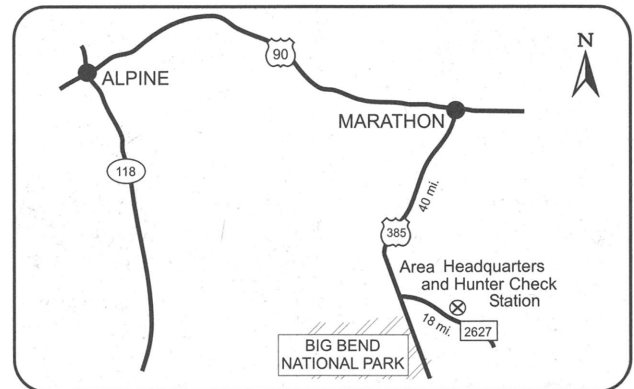 N
90
ALPINE
MARATHON
118
40 mi.
385
Area Headquarters
and Hunter Check
Station
18 mi.
2627
BIG BEND
NATIONAL PARK